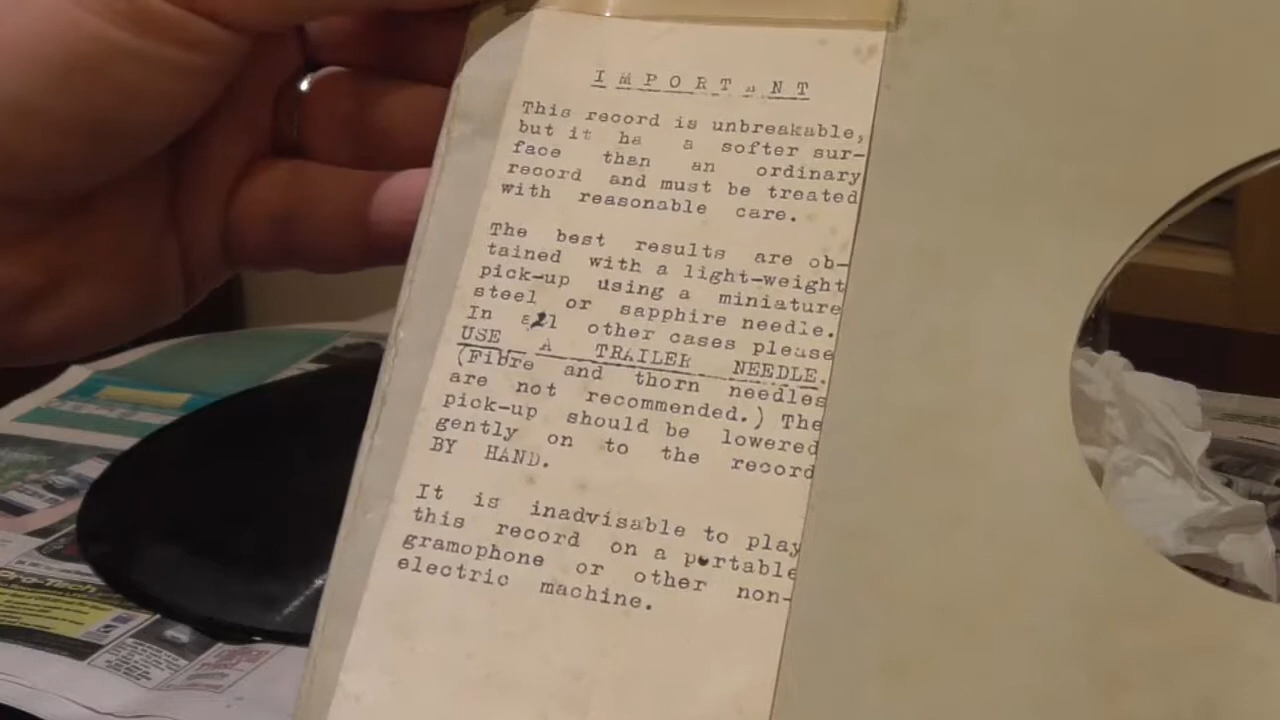 IMPORTANT
This record is unbreakable,
but it ha a softer sur-
face than an ordinary
record and must be treated
with reasonable care.
The best results are ob-
tained with a light-weight
pick-up using a miniature
steel or sapphire needle.
In all other cases please
USE A TRAILER NEEDLE.
(Fibre and thorn needles
are not recommended.) The
pick-up should be lowered
gently on to the record
BY HAND.
It is inadvisable to play
this record on a portable
gramophone or other non-
electric machine.